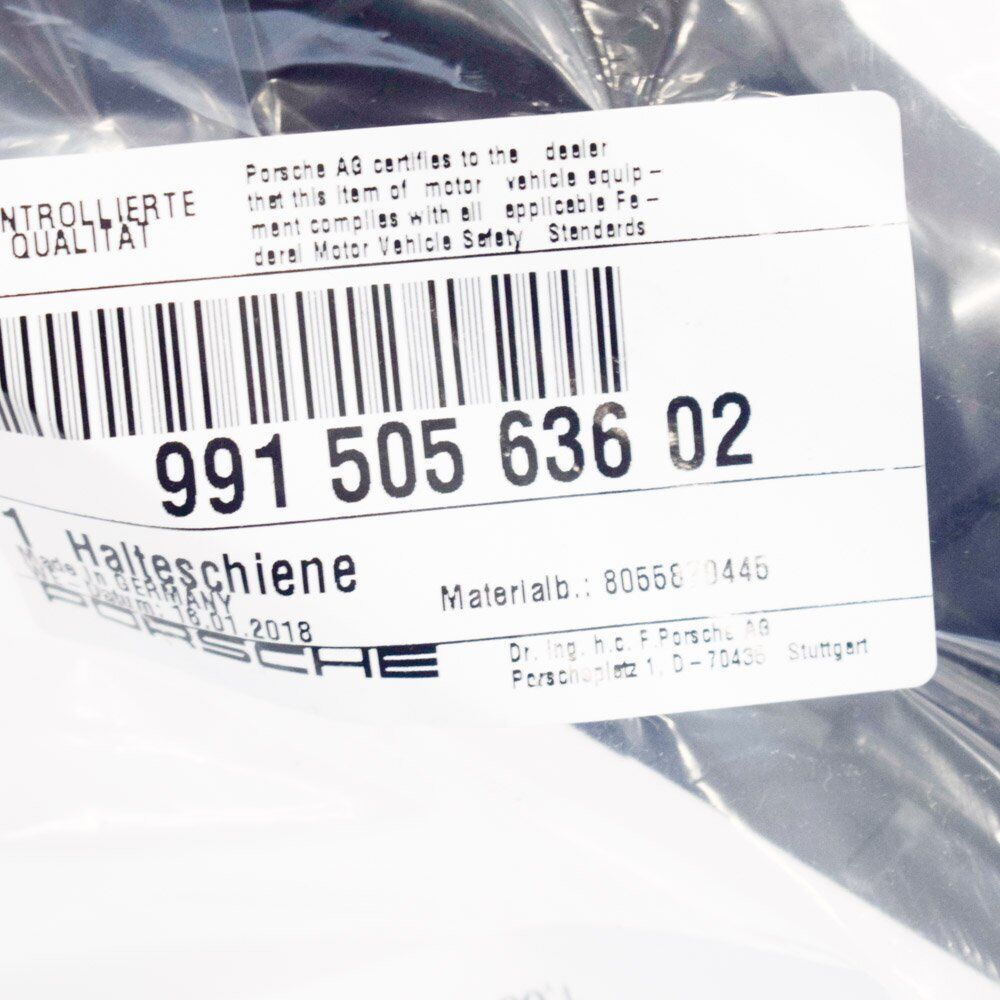 NTROLLIERTE
QUALITÄT
Porsche AG certifies to the dealer
that this item of motor vehicle equip-
ment complies with all applicable Fe-
deral Motor Vehicle Safety Standards
991 505 636 02
1 Halteschiene
Made in GERMANY
Datum: 16.01.2018
Materialb.:
PORSCHE
Dr. Ing. h.c. F.Porsche AG
Porscheplatz 1, D-70435 Stuttgart